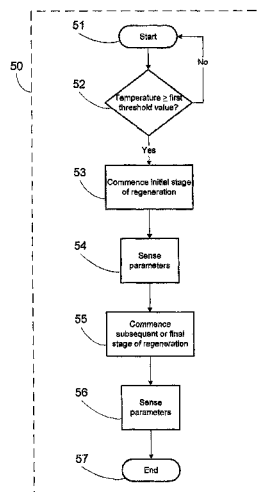 51
Start
50
No
52
Temperature ≥ first
threshold value?
Yes
53
Commence initial stage
of regeneration
54
Sense
parameters
55
Commence
subsequent or final
stage of regeneration
56
Sense
parameters
57
End